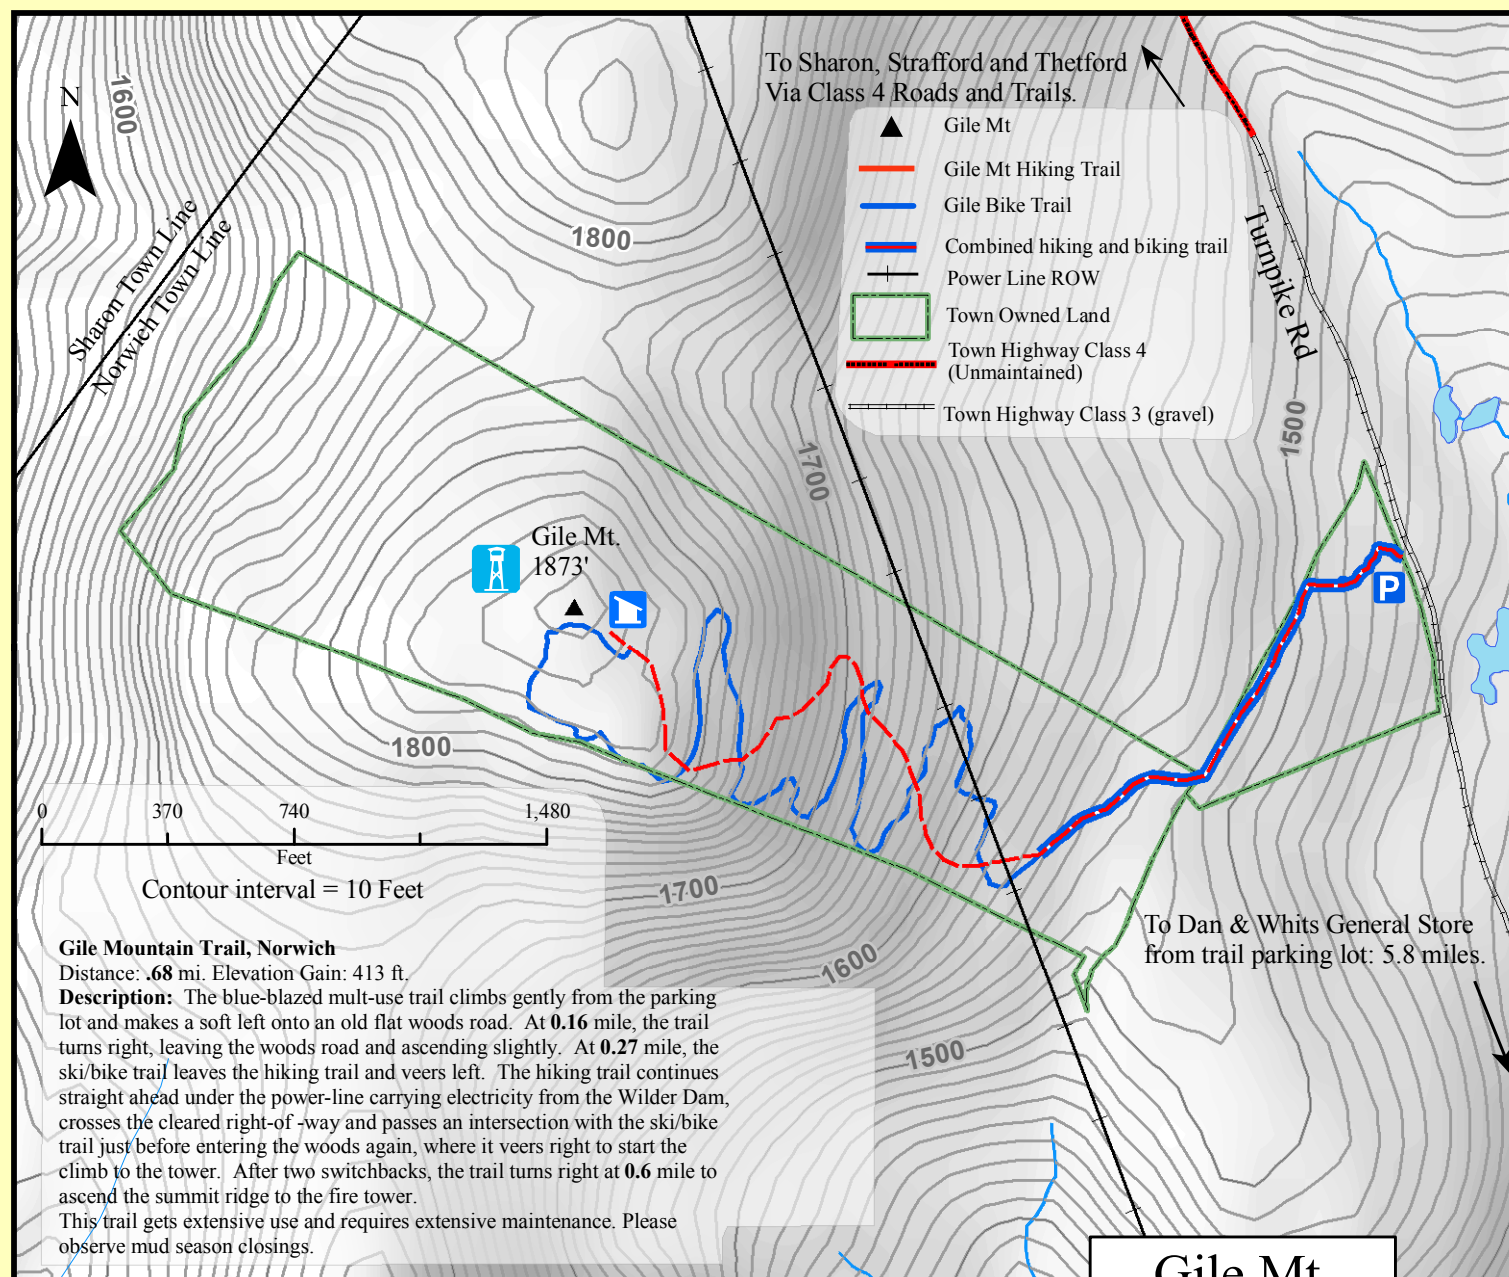 1600
N
To Sharon, Strafford and Thetford
Via Class 4 Roads and Trails.
Gile Mt
Gile Mt Hiking Trail
Gile Bike Trail
Combined hiking and biking trail
Power Line ROW
Town Owned Land
Town Highway Class 4
(Unmaintained)
Town Highway Class 3 (gravel)
Sharon Town Line
Norwich Town Line
1800
Turnpike Rd
1700
1500
Gile Mt.
1873'
P
1800
0 370 740 1,480
Feet
Contour interval = 10 Feet
1700
1600
1500
To Dan & Whits General Store
from trail parking lot: 5.8 miles.
Gile Mountain Trail, Norwich
Distance: .68 mi. Elevation Gain: 413 ft.
Description: The blue-blazed mult-use trail climbs gently from the parking
lot and makes a soft left onto an old flat woods road. At 0.16 mile, the trail
turns right, leaving the woods road and ascending slightly. At 0.27 mile, the
ski/bike trail leaves the hiking trail and veers left. The hiking trail continues
straight ahead under the power-line carrying electricity from the Wilder Dam,
crosses the cleared right-of -way and passes an intersection with the ski/bike
trail just before entering the woods again, where it veers right to start the
climb to the tower. After two switchbacks, the trail turns right at 0.6 mile to
ascend the summit ridge to the fire tower.
This trail gets extensive use and requires extensive maintenance. Please
observe mud season closings.
Gile Mt